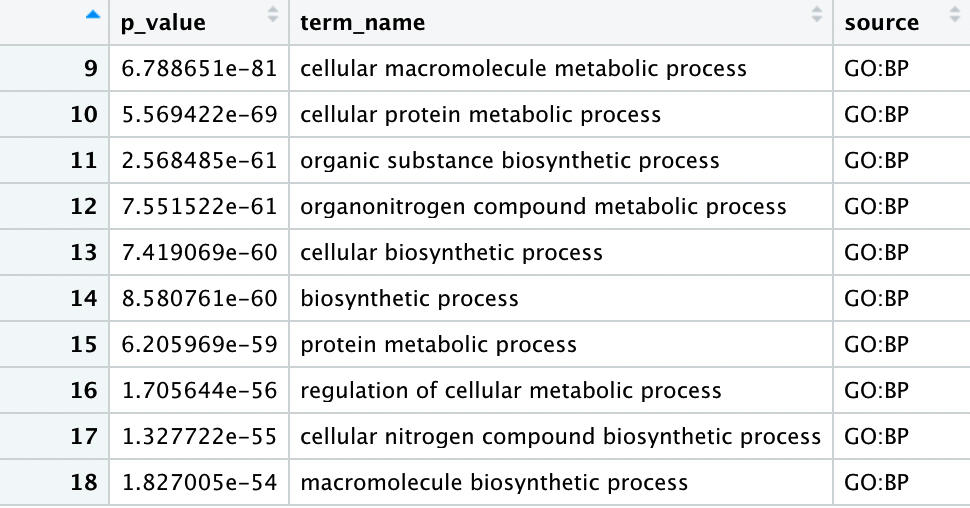 p_value term_name source
9 6.788651e-81 cellular macromolecule metabolic process GO:BP
10 5.569422e-69 cellular protein metabolic process GO:BP
11 2.568485e-61 organic substance biosynthetic process GO:BP
12 7.551522e-61 organonitrogen compound metabolic process GO:BP
13 7.419069e-60 cellular biosynthetic process GO:BP
14 8.580761e-60 biosynthetic process GO:BP
15 6.205969e-59 protein metabolic process GO:BP
16 1.705644e-56 regulation of cellular metabolic process GO:BP
17 1.327722e-55 cellular nitrogen compound biosynthetic process GO:BP
18 1.827005e-54 macromolecule biosynthetic process GO:BP